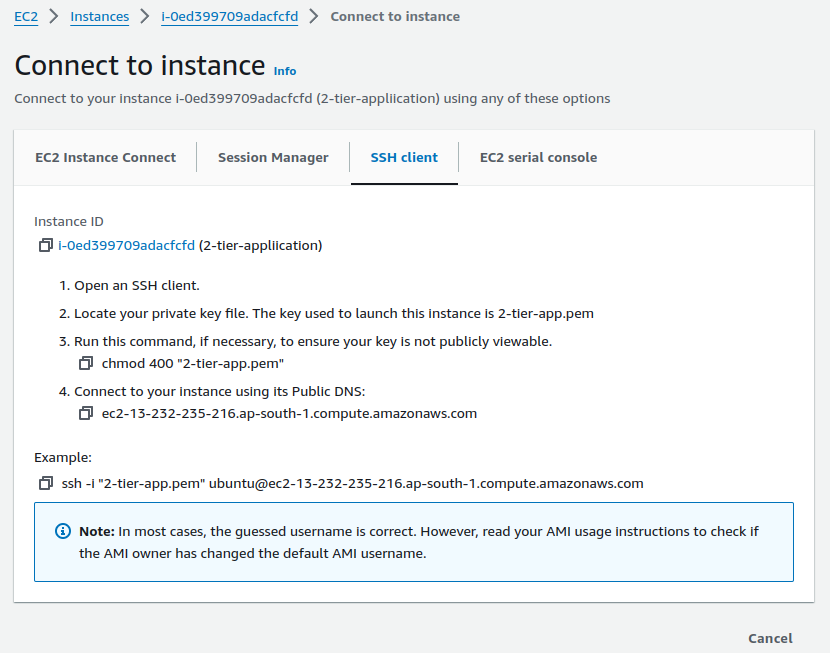 EC2 > Instances > i-0ed399709adacfcfd > Connect to instance
Connect to instance Info
Connect to your instance i-0ed399709adacfcfd (2-tier-appliication) using any of these options
EC2 Instance Connect Session Manager SSH client EC2 serial console
Instance ID
i-0ed399709adacfcfd (2-tier-appliication)
1. Open an SSH client.
2. Locate your private key file. The key used to launch this instance is 2-tier-app.pem
3. Run this command, if necessary, to ensure your key is not publicly viewable.
chmod 400 "2-tier-app.pem"
4. Connect to your instance using its Public DNS:
ec2-13-232-235-216.ap-south-1.compute.amazonaws.com
Example:
ssh -i "2-tier-app.pem" ubuntu@ec2-13-232-235-216.ap-south-1.compute.amazonaws.com
Note: In most cases, the guessed username is correct. However, read your AMI usage instructions to check if
the AMI owner has changed the default AMI username.
Cancel